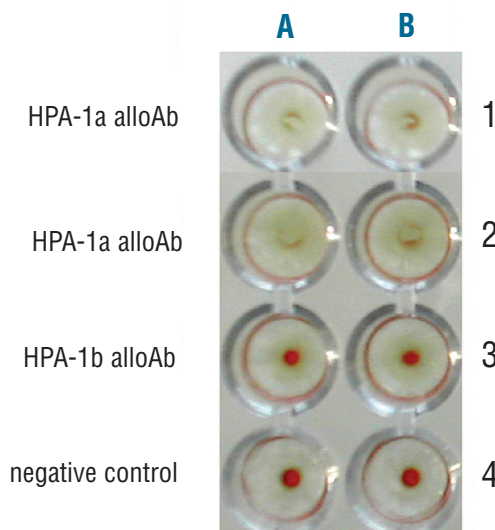 A B
HPA-1a alloAb 1
HPA-1a alloAb 2
HPA-1b alloAb 3
negative control 4